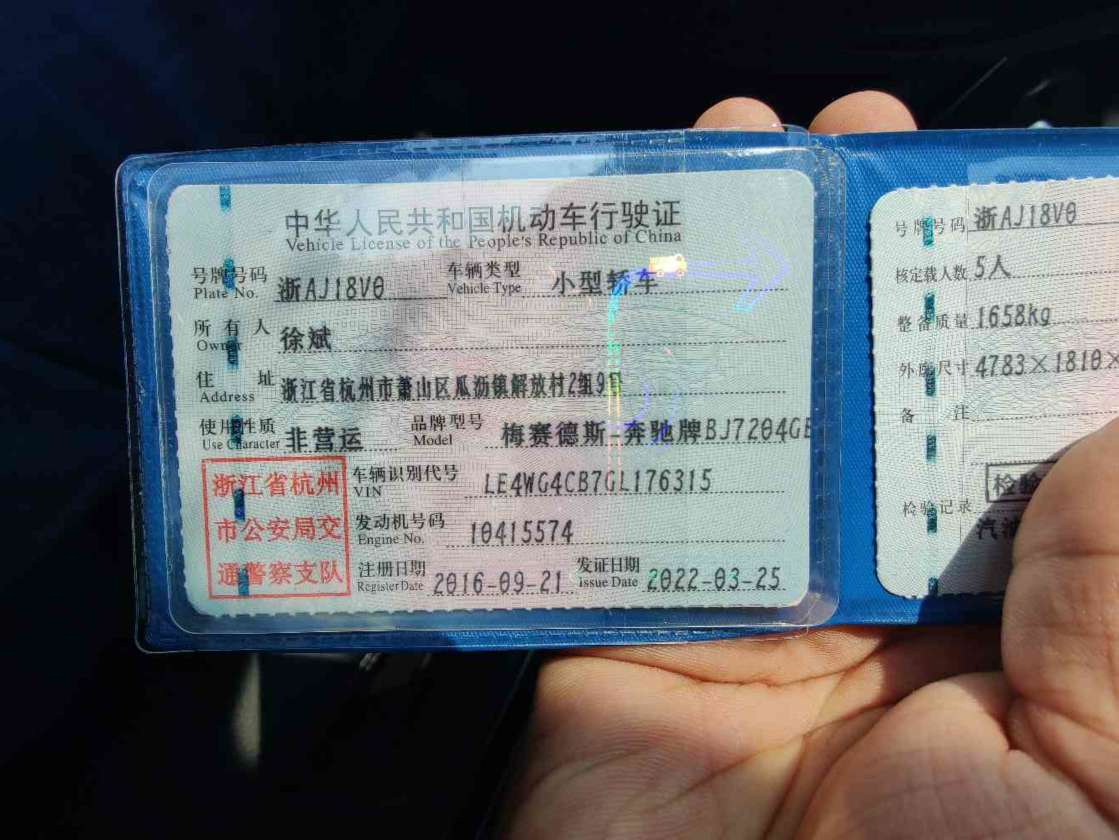 中华人民共和国机动车行驶证
Vehicle License of the People's Republic of China
号牌号码 浙AJ18V0 车辆类型 小型轿车
Plate No. Vehicle Type
所有人 徐斌
Owner
住址 浙江省杭州市萧山区瓜沥镇解放村2组9号
Address
使用性质 非营运 品牌型号 梅赛德斯-奔驰牌BJ7204GE
Use Character Model
浙江省杭州
市公安局交
通警察支队
车辆识别代号 LE4WG4CB7GL176315
VIN
发动机号码 10415574
Engine No.
注册日期 2016-09-21 发证日期 2022-03-25
Register Date Issue Date
号牌号码 浙AJ18V0
核定载人数 5人
整备质量 1658kg
外廓尺寸 4783×1810×
备注
检验记录
检验
汽油